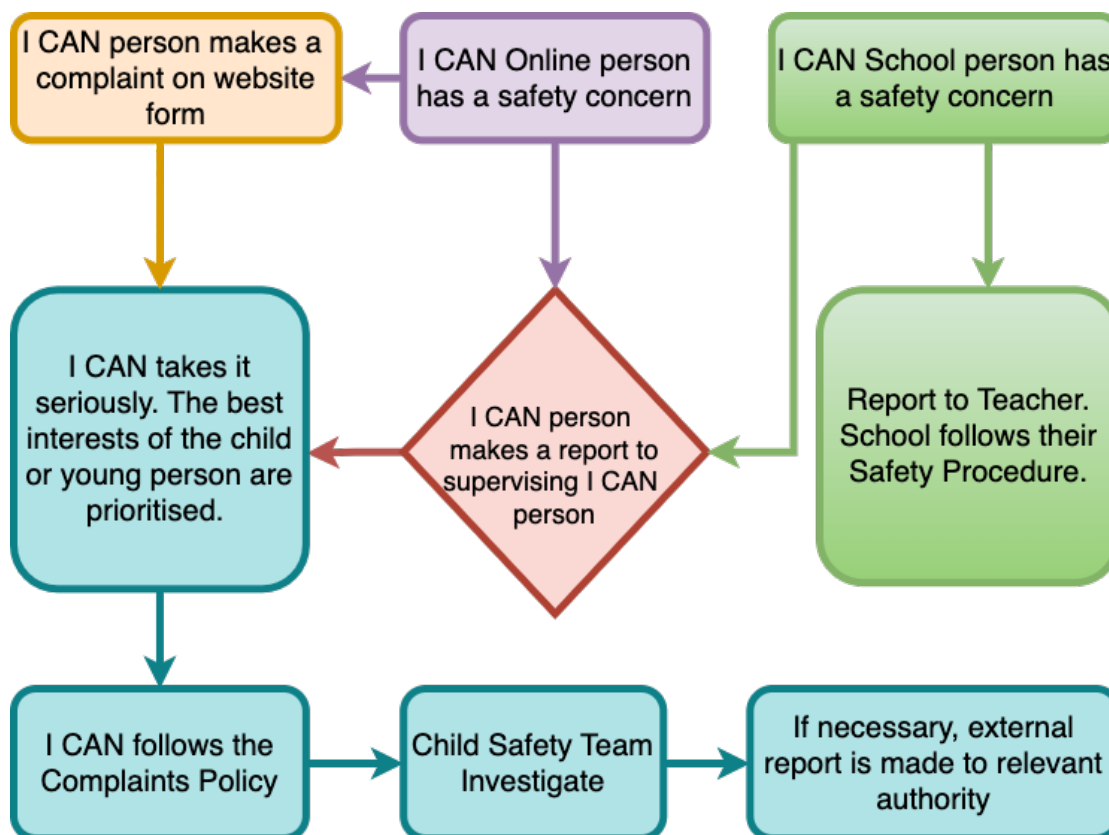 I CAN person makes a
complaint on website
form
I CAN Online person
has a safety concern
I CAN School person has
a safety concern
I CAN takes it
seriously. The best
interests of the child
or young person are
prioritised.
I CAN person
makes a report to
supervising I CAN
person
Report to Teacher.
School follows their
Safety Procedure.
I CAN follows the
Complaints Policy
Child Safety Team
Investigate
If necessary, external
report is made to relevant
authority